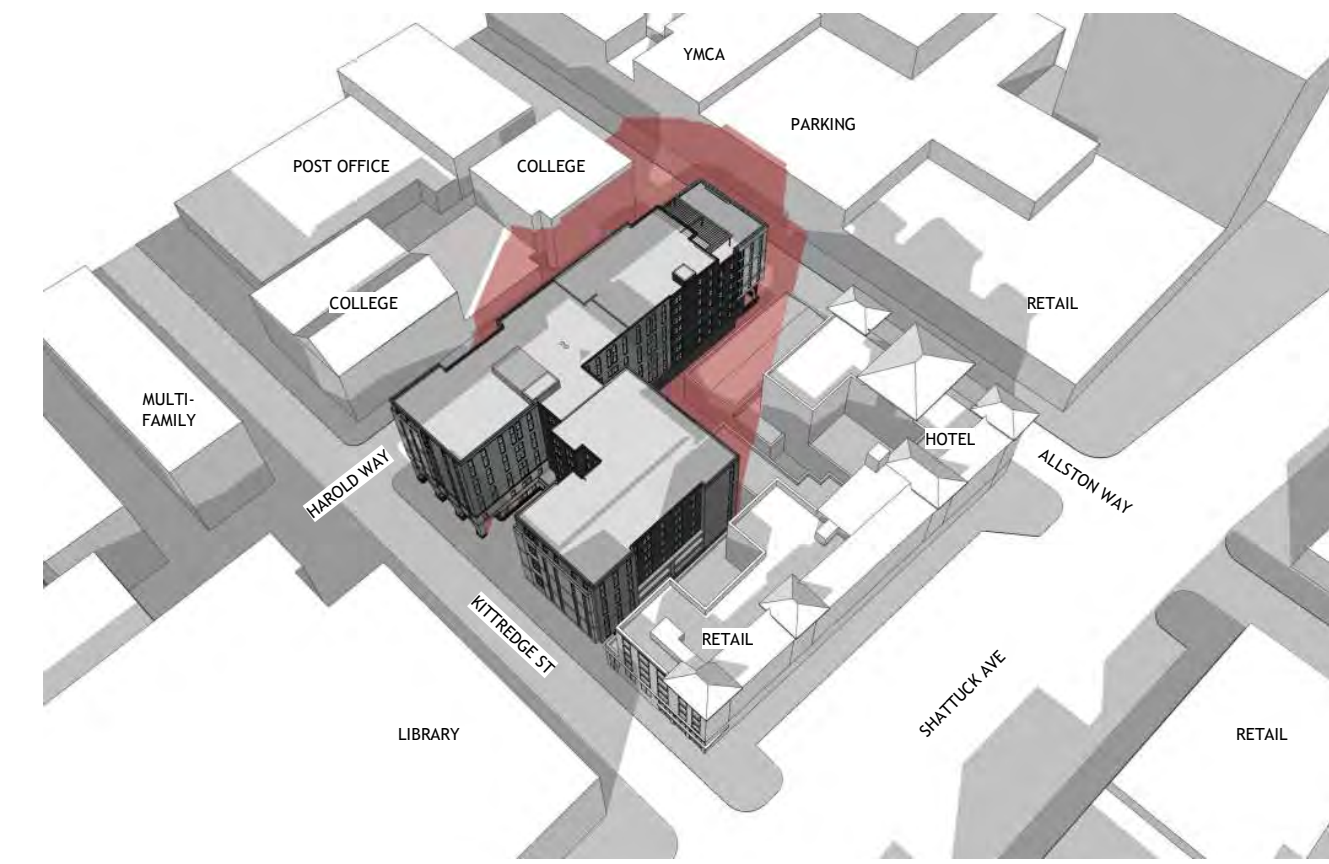 YMCA
PARKING
POST OFFICE
COLLEGE
COLLEGE
RETAIL
MULTI-
FAMILY
HAROLD WAY
HOTEL
ALLSTON WAY
KITTREDGE ST
RETAIL
SHATTUCK AVE
LIBRARY
RETAIL